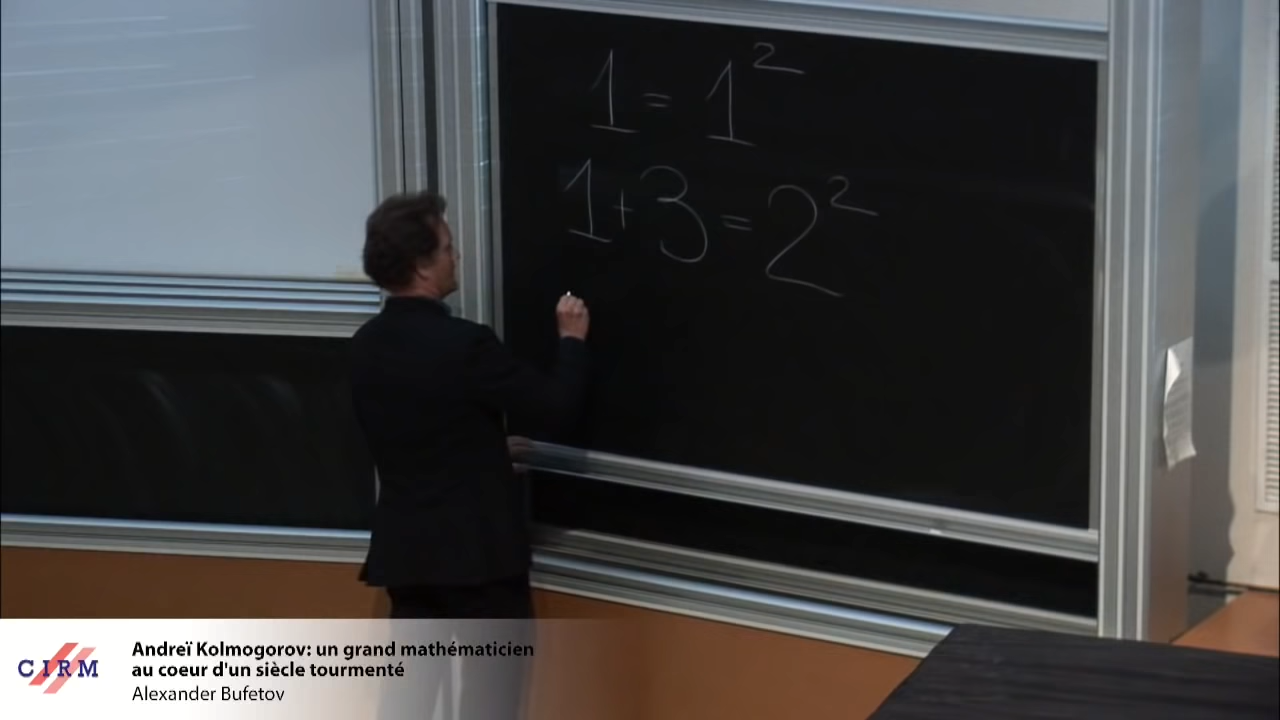 1 = 1²
1+3=2²
CIRM
Andreï Kolmogorov: un grand mathématicien
au coeur d'un siècle tourmenté
Alexander Bufetov